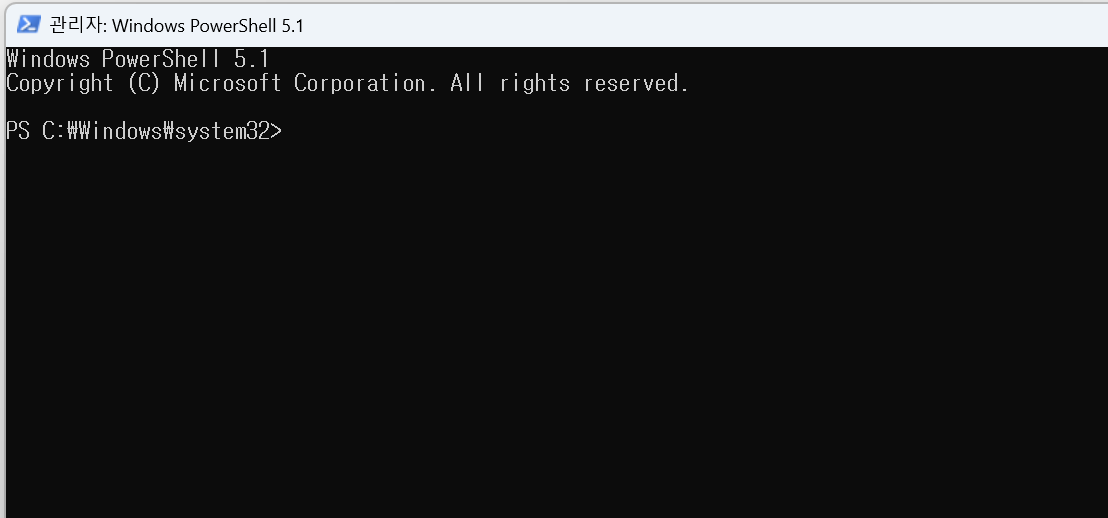 관리자: Windows PowerShell 5.1
Windows PowerShell 5.1
Copyright (C) Microsoft Corporation. All rights reserved.
PS C:₩Windows₩system32>